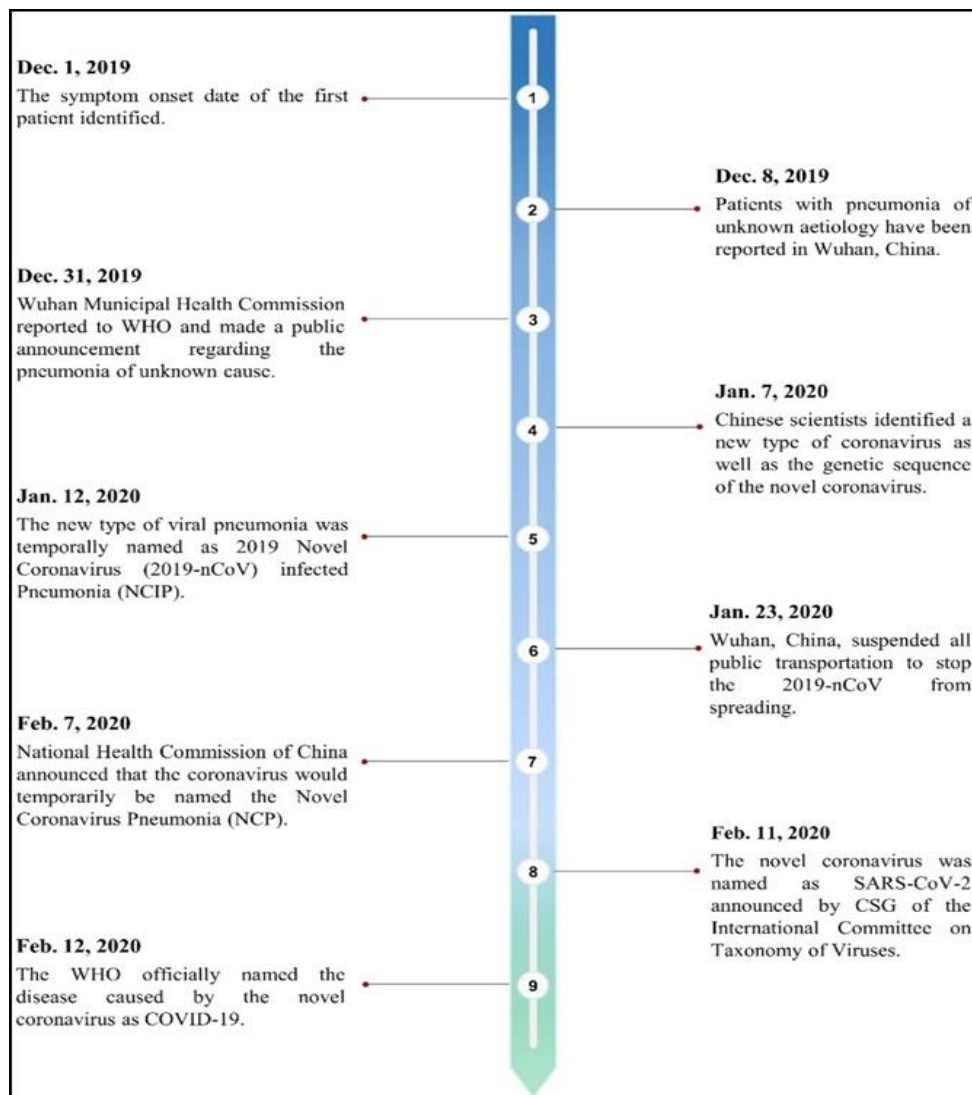 Dec. 1, 2019
The symptom onset date of the first
patient identified.
1
Dec. 8, 2019
Patients with pneumonia of
unknown aetiology have been
reported in Wuhan, China.
2
Dec. 31, 2019
Wuhan Municipal Health Commission
reported to WHO and made a public
announcement regarding the
pneumonia of unknown cause.
3
Jan. 7, 2020
Chinese scientists identified a
new type of coronavirus as
well as the genetic sequence
of the novel coronavirus.
4
Jan. 12, 2020
The new type of viral pneumonia was
temporally named as 2019 Novel
Coronavirus (2019-nCoV) infected
Pneumonia (NCIP).
5
Jan. 23, 2020
Wuhan, China, suspended all
public transportation to stop
the 2019-nCoV from
spreading.
6
Feb. 7, 2020
National Health Commission of China
announced that the coronavirus would
temporarily be named the Novel
Coronavirus Pneumonia (NCP).
7
Feb. 11, 2020
The novel coronavirus was
named as SARS-CoV-2
announced by CSG of the
International Committee on
Taxonomy of Viruses.
8
Feb. 12, 2020
The WHO officially named the
disease caused by the novel
coronavirus as COVID-19.
9